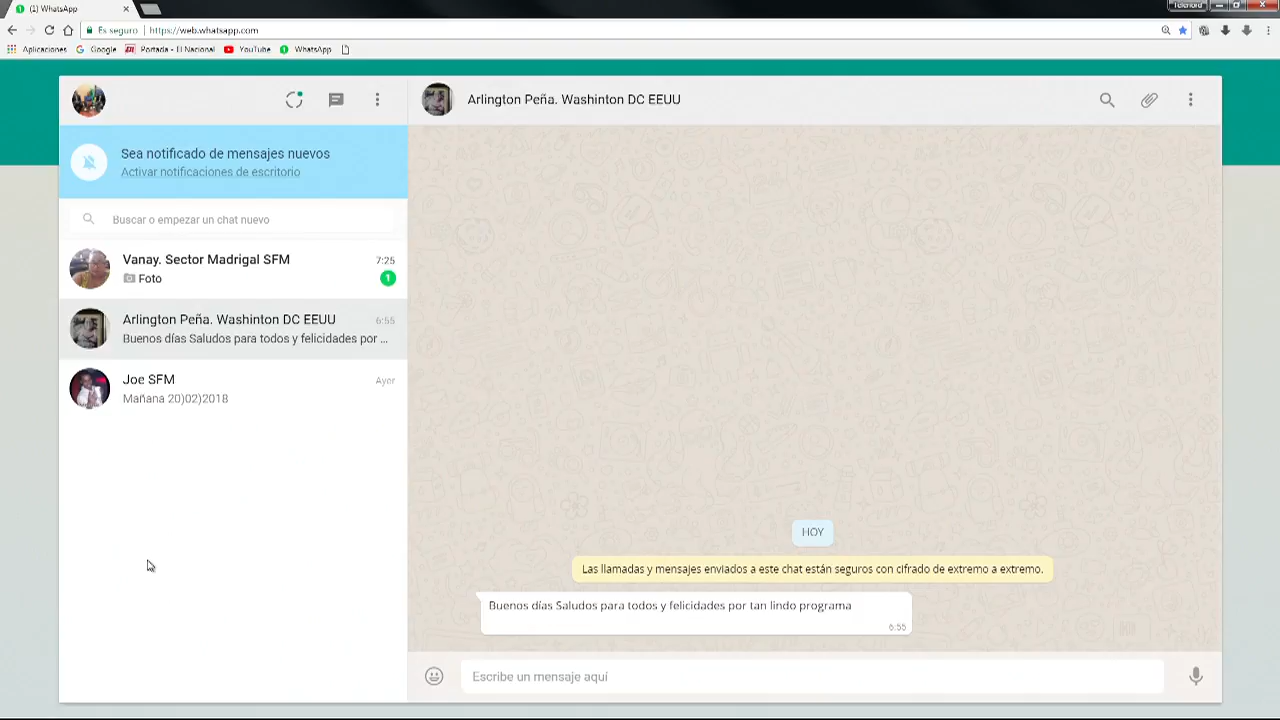 (1) WhatsApp
Telenord
Es seguro
https://web.whatsapp.com
Aplicaciones
Google
Portada - El Nacional
YouTube
WhatsApp
Arlington Peña. Washinton DC EEUU
Sea notificado de mensajes nuevos
Activar notificaciones de escritorio
Buscar o empezar un chat nuevo
Vanay. Sector Madrigal SFM
7:25
Foto
1
Arlington Peña. Washinton DC EEUU
6:55
Buenos días Saludos para todos y felicidades por ...
Joe SFM
Ayer
Mañana 20)02)2018
HOY
Las llamadas y mensajes enviados a este chat están seguros con cifrado de extremo a extremo.
Buenos días Saludos para todos y felicidades por tan lindo programa
6:55
Escribe un mensaje aquí